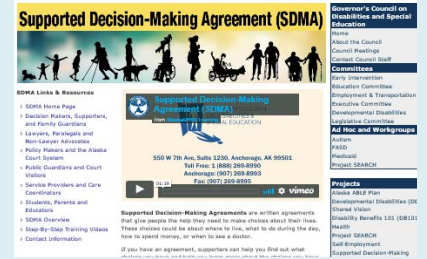 Supported Decision-Making Agreement (SDMA)
SDMA Links & Resources
SDMA Home Page
Decision Makers, Supporters,
and Family Guardians
Lawyers, Paralegals and
Non-Lawyer Advocates
Policy Makers and the Alaska
Court System
Public Guardians and Court
Visitors
Service Providers and Care
Coordinators
Students, Parents and
Educators
SDMA Overview
Step-By-Step Training Videos
Contact Information
Supported Decision-Making
Agreement (SDMA)
from
EDUCATION
550 W 7th Ave, Suite 1230, Anchorage, AK 99501
Toll Free: 1 (888) 269-8990
Anchorage: (907) 269-8993
Fax: (907) 269-8995
vimeo
Supported Decision-Making Agreements are written agreements
that give people the help they need to make choices about their lives.
These choices could be about where to live, what to do during the day,
how to spend money, or when to see a doctor.
If you have an agreement, supporters can help you find out what
Governor's Council on
Disabilities and Special
Education
Home
About the Council
Council Meetings
Contact Council Staff
Committees
Early Intervention
Education Committee
Employment & Transportation
Executive Committee
Developmental Disabilities
Legislative Committee
Ad Hoc and Workgroups
Autism
FASD
Medicaid
Project SEARCH
Projects
Alaska ABLE Plan
Developmental Disabilities
Shared Vision
Disability Benefits 101 (DB101
Health
Project SEARCH
Self-Employment
Supported Decision-Making